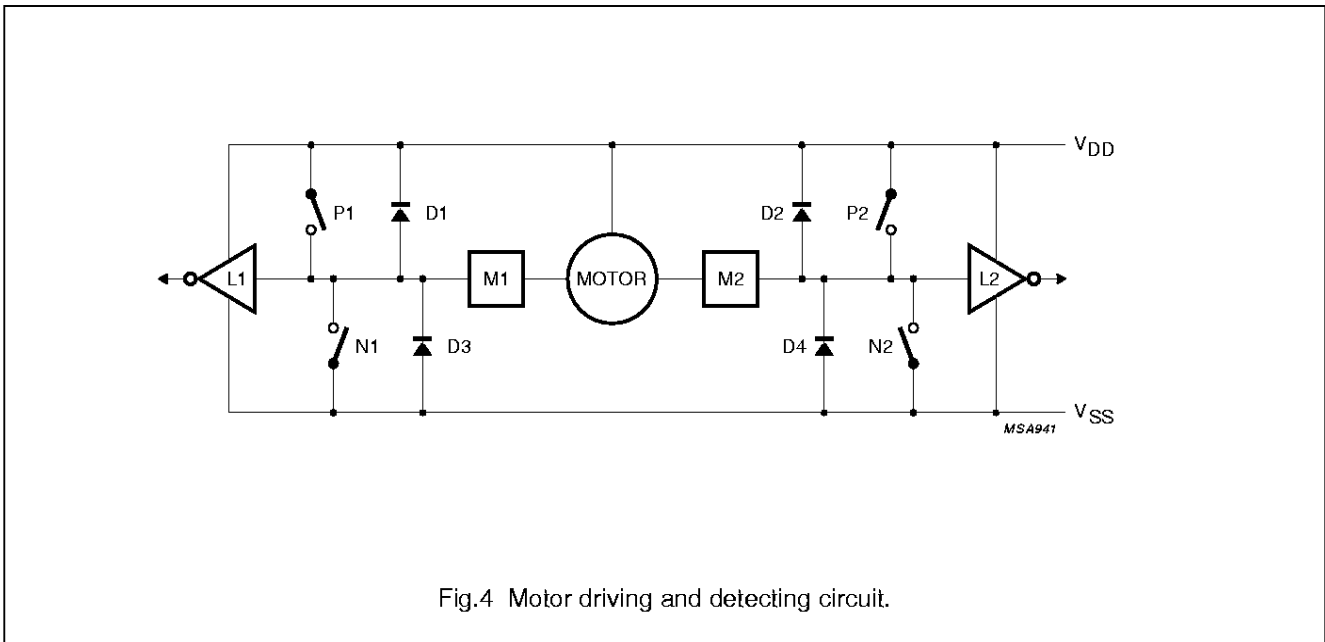 V_DD
P1 D1 D2 P2
L1 M1 MOTOR M2 L2
N1 D3 D4 N2
V_SS
MSA941
Fig.4 Motor driving and detecting circuit.